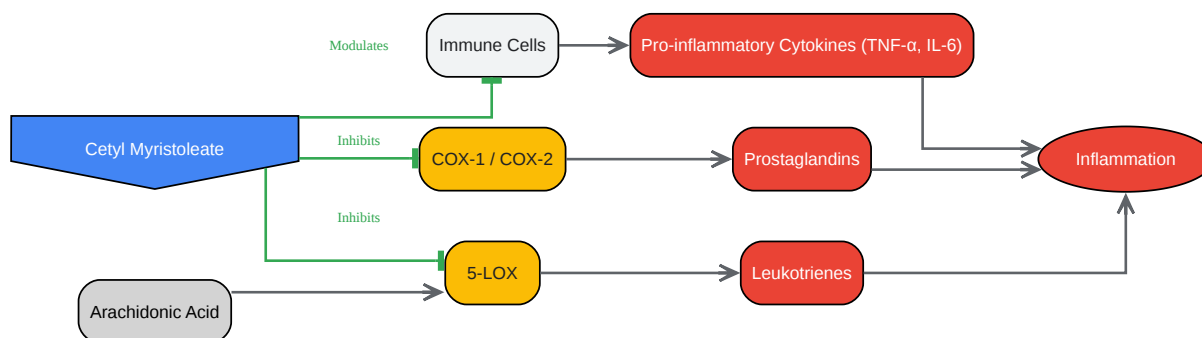 Modulates
Immune Cells
Pro-inflammatory Cytokines (TNF-α, IL-6)
Cetyl Myristoleate
Inhibits
COX-1 / COX-2
Prostaglandins
Inflammation
Inhibits
5-LOX
Leukotrienes
Arachidonic Acid